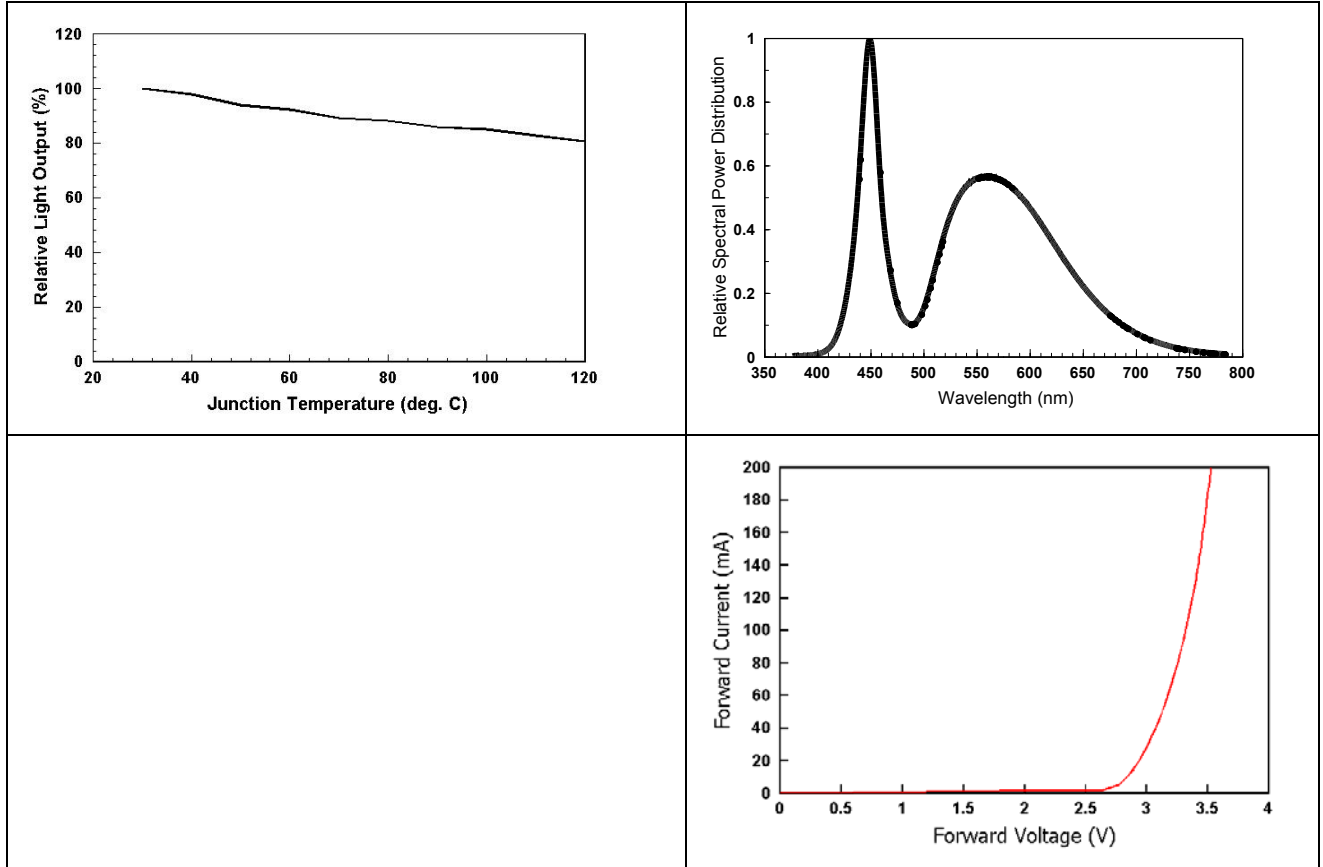 Relative Light Output (%)
120
100
80
60
40
20
0
20 40 60 80 100 120
Junction Temperature (deg. C)
Relative Spectral Power Distribution
1
0.8
0.6
0.4
0.2
0
350 400 450 500 550 600 650 700 750 800
Wavelength (nm)
Forward Current (mA)
200
180
160
140
120
100
80
60
40
20
0
0 0.5 1 1.5 2 2.5 3 3.5 4
Forward Voltage (V)